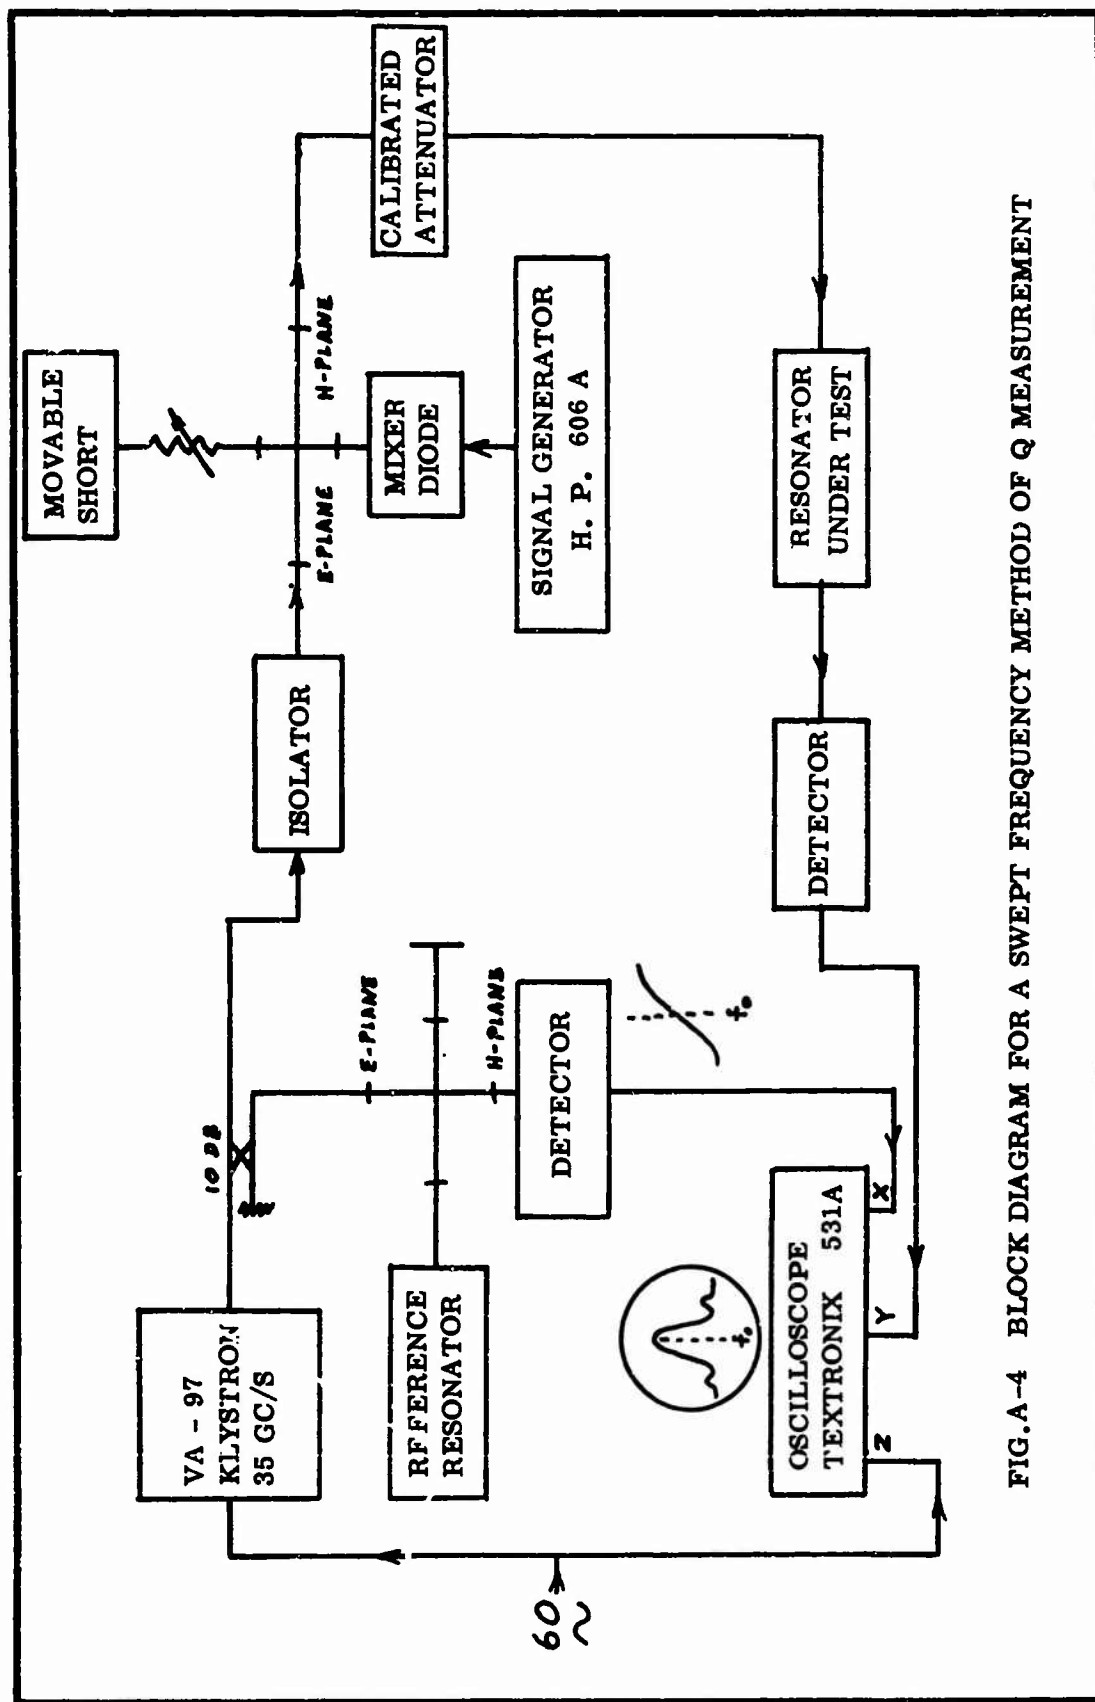 MOVABLE
SHORT
CALIBRATED
ATTENUATOR
E-PLANE
H-PLANE
MIXER
DIODE
SIGNAL GENERATOR
H. P. 606 A
ISOLATOR
10 DB
VA - 97
KLYSTRON
35 GC/S
E-PLANE
H-PLANE
RFFERENCE
RESONATOR
DETECTOR
f₀
RESONATOR
UNDER TEST
DETECTOR
f₀
OSCILLOSCOPE
TEXTRONIX 531A
Z
Y
X
60
~
FIG.A-4 BLOCK DIAGRAM FOR A SWEPT FREQUENCY METHOD OF Q MEASUREMENT